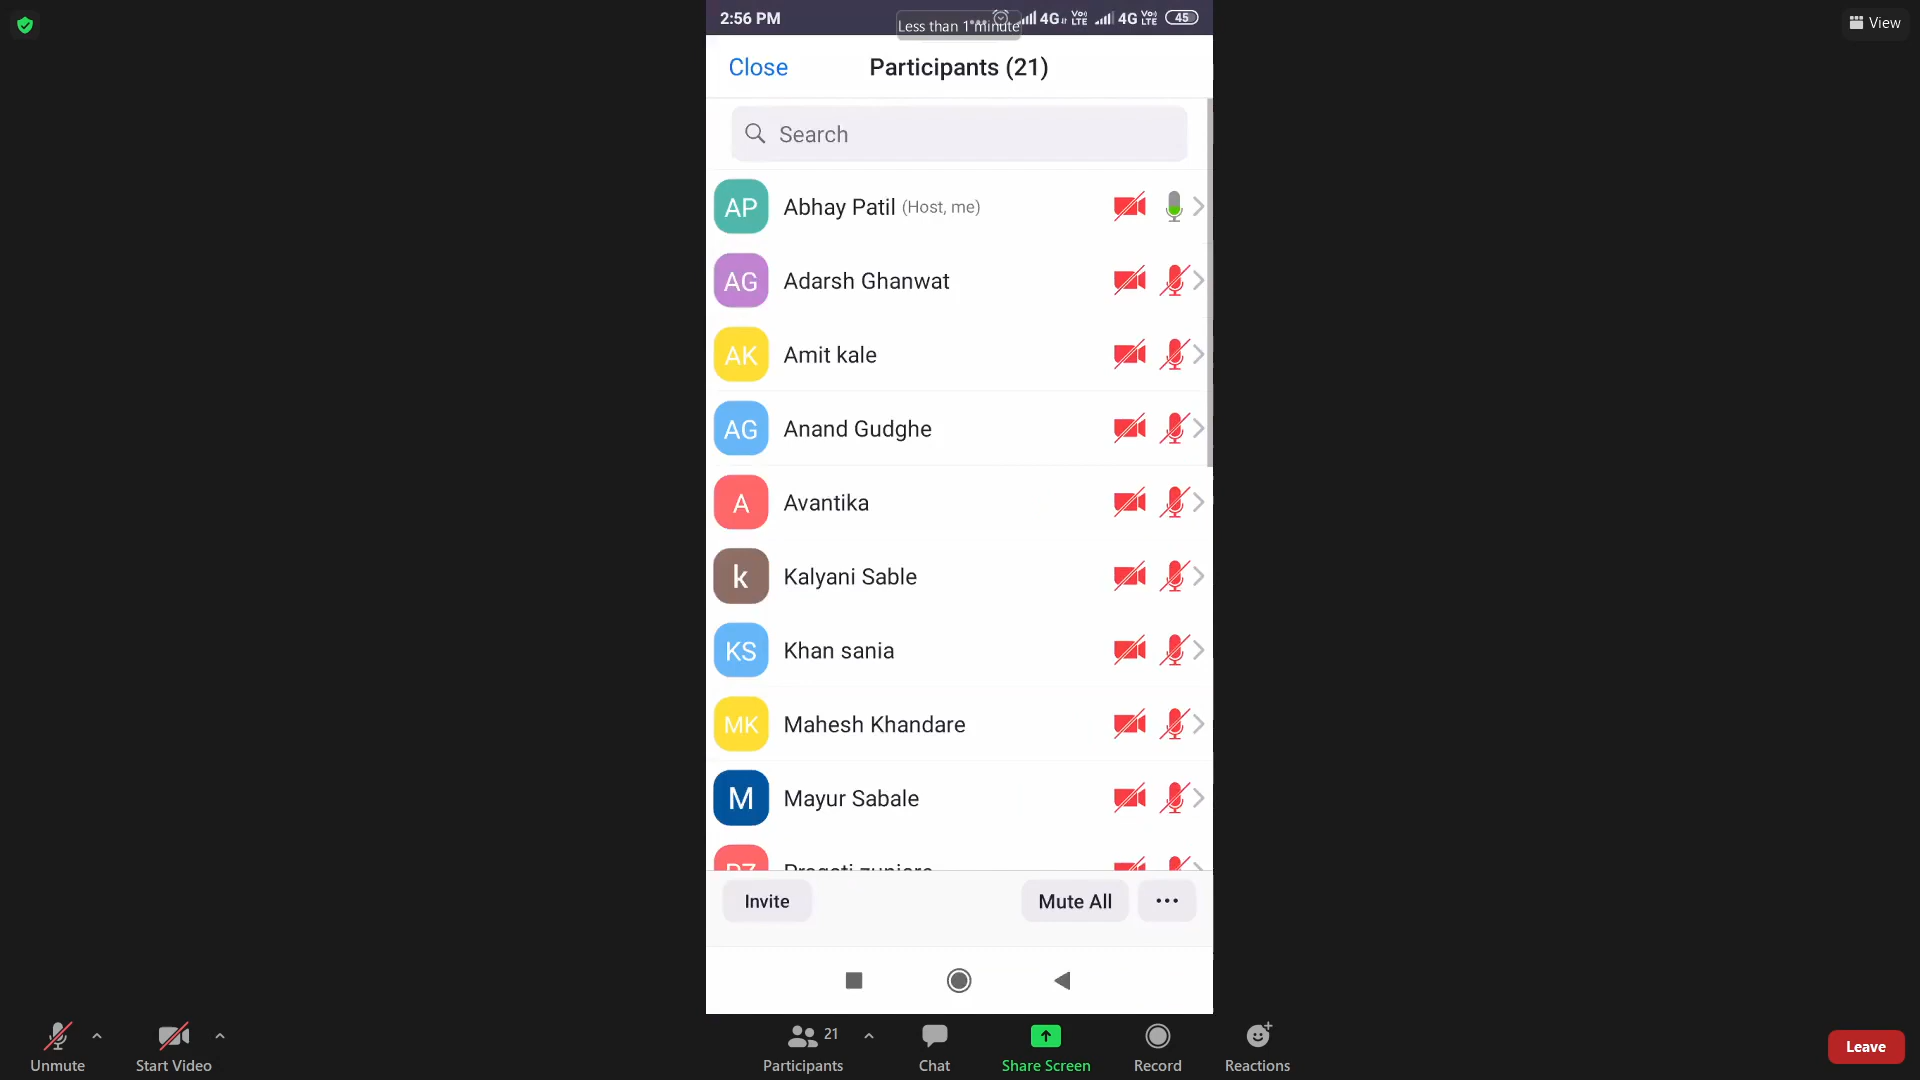 View
2:56 PM
Less than 1 minute
4G
4G
45
Close
Participants (21)
Search
AP
Abhay Patil (Host, me)
AG
Adarsh Ghanwat
AK
Amit kale
AG
Anand Gudghe
A
Avantika
k
Kalyani Sable
KS
Khan sania
MK
Mahesh Khandare
M
Mayur Sabale
Invite
Mute All
Unmute
Start Video
21
Participants
Chat
Share Screen
Record
Reactions
Leave